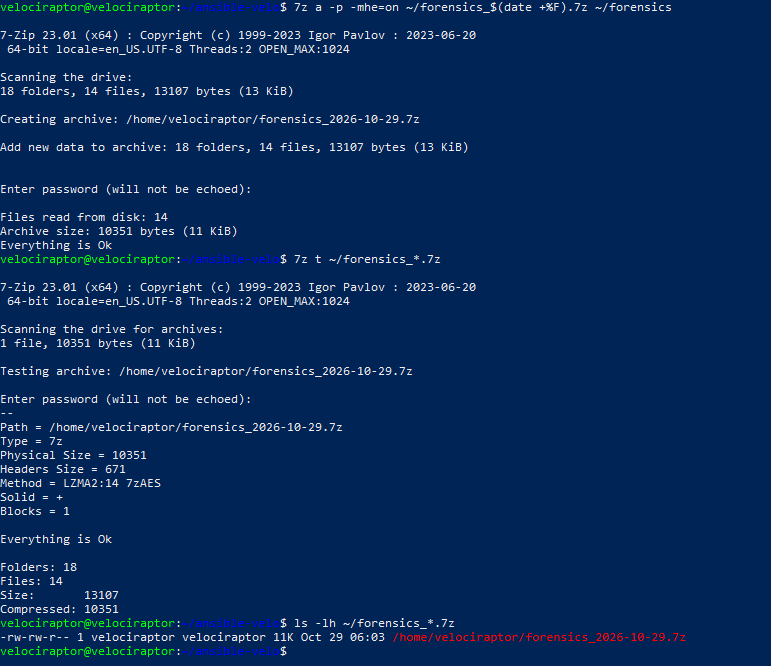 velociraptor@velociraptor:~/ansible_velo$ 7z a -p -mhe=on ~/forensics_$(date +%F).7z ~/forensics
7-Zip 23.01 (x64) : Copyright (c) 1999-2023 Igor Pavlov : 2023-06-20
64-bit locale=en_US.UTF-8 Threads:2 OPEN_MAX:1024
Scanning the drive:
18 folders, 14 files, 13107 bytes (13 KiB)
Creating archive: /home/velociraptor/forensics_2026-10-29.7z
Add new data to archive: 18 folders, 14 files, 13107 bytes (13 KiB)
Enter password (will not be echoed):
Files read from disk: 14
Archive size: 10351 bytes (11 KiB)
Everything is Ok
velociraptor@velociraptor:~/ansible_velo$ 7z t ~/forensics_*.7z
7-Zip 23.01 (x64) : Copyright (c) 1999-2023 Igor Pavlov : 2023-06-20
64-bit locale=en_US.UTF-8 Threads:2 OPEN_MAX:1024
Scanning the drive for archives:
1 file, 10351 bytes (11 KiB)
Testing archive: /home/velociraptor/forensics_2026-10-29.7z
Enter password (will not be echoed):
--
Path = /home/velociraptor/forensics_2026-10-29.7z
Type = 7z
Physical Size = 10351
Headers Size = 671
Method = LZMA2:14 7zAES
Solid = +
Blocks = 1
Everything is Ok
Folders: 18
Files: 14
Size:       13107
Compressed: 10351
velociraptor@velociraptor:~/ansible_velo$ ls -lh ~/forensics_*.7z
-rw-rw-r-- 1 velociraptor velociraptor 11K Oct 29 06:03 /home/velociraptor/forensics_2026-10-29.7z
velociraptor@velociraptor:~/ansible_velo$